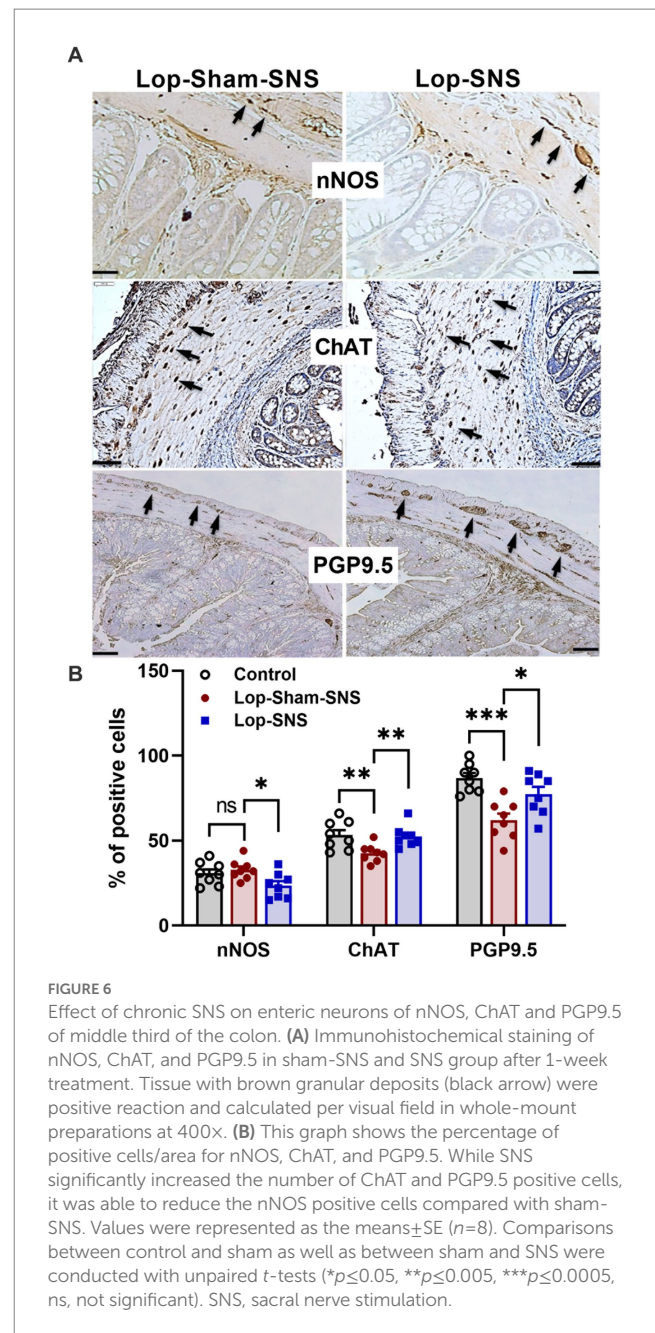 A
Lop-Sham-SNS
Lop-SNS
nNOS
ChAT
PGP9.5
B
Control
Lop-Sham-SNS
Lop-SNS
% of positive cells
150
100
50
0
ns
*
**
**
***
*
nNOS
ChAT
PGP9.5
FIGURE 6
Effect of chronic SNS on enteric neurons of nNOS, ChAT and PGP9.5
of middle third of the colon. (A) Immunohistochemical staining of
nNOS, ChAT, and PGP9.5 in sham-SNS and SNS group after 1-week
treatment. Tissue with brown granular deposits (black arrow) were
positive reaction and calculated per visual field in whole-mount
preparations at 400×. (B) This graph shows the percentage of
positive cells/area for nNOS, ChAT, and PGP9.5. While SNS
significantly increased the number of ChAT and PGP9.5 positive cells,
it was able to reduce the nNOS positive cells compared with sham-
SNS. Values were represented as the means±SE (n=8). Comparisons
between control and sham as well as between sham and SNS were
conducted with unpaired t-tests (*p≤0.05, **p≤0.005, ***p≤0.0005,
ns, not significant). SNS, sacral nerve stimulation.